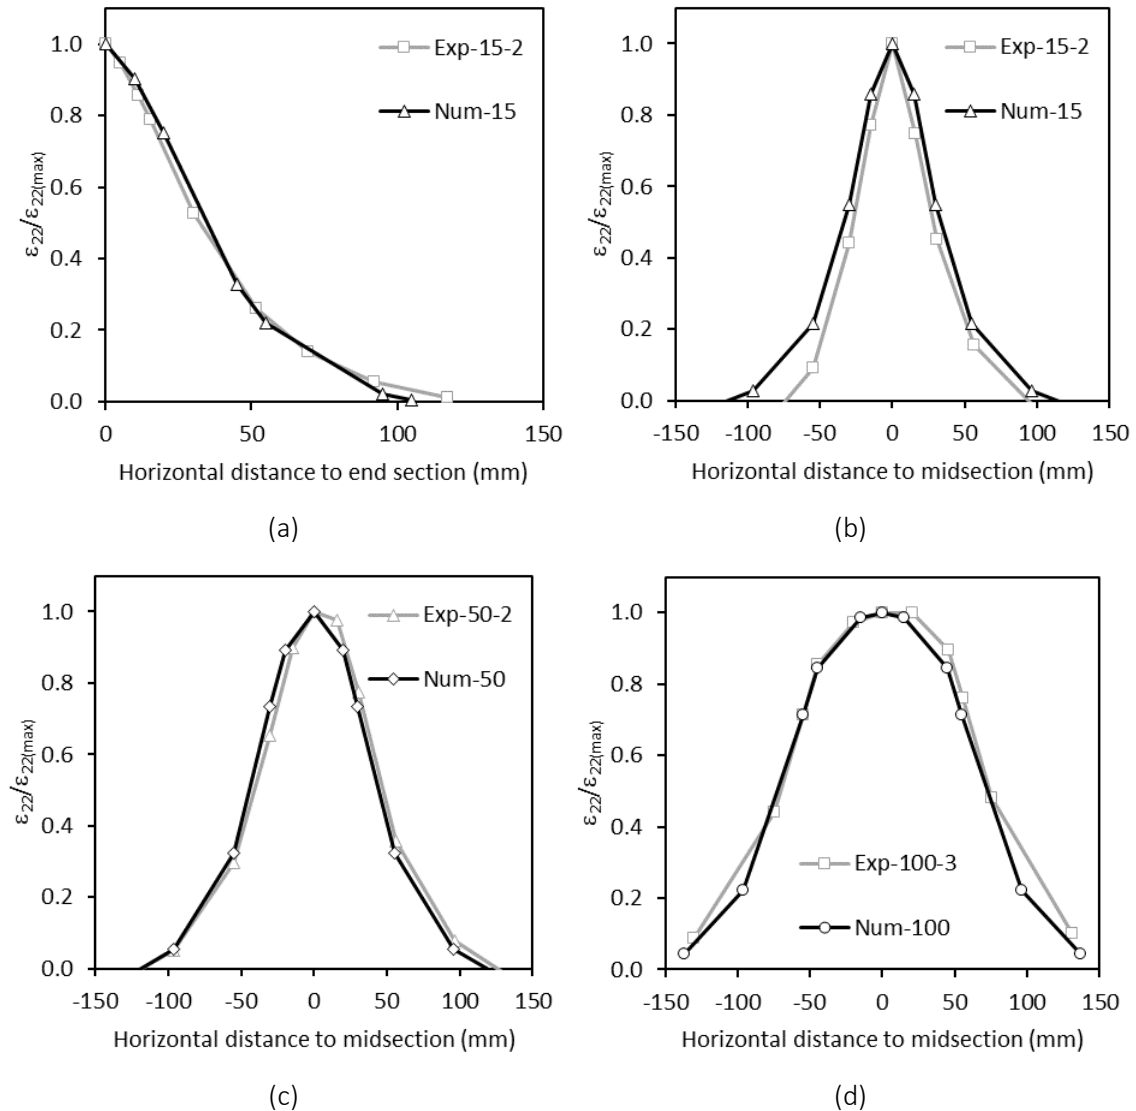 1.0
0.8
0.6
0.4
0.2
0.0
ε22/ε22(max)
Exp-15-2
Num-15
0 50 100 150
Horizontal distance to end section (mm)
(a)
1.0
0.8
0.6
0.4
0.2
0.0
ε22/ε22(max)
Exp-15-2
Num-15
-150 -100 -50 0 50 100 150
Horizontal distance to midsection (mm)
(b)
1.0
0.8
0.6
0.4
0.2
0.0
ε22/ε22(max)
Exp-50-2
Num-50
-150 -100 -50 0 50 100 150
Horizontal distance to midsection (mm)
(c)
1.0
0.8
0.6
0.4
0.2
0.0
ε22/ε22(max)
Exp-100-3
Num-100
-150 -100 -50 0 50 100 150
Horizontal distance to midsection (mm)
(d)